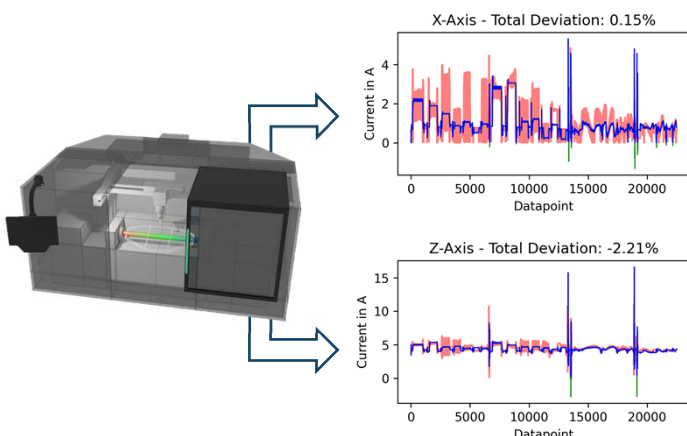 X-Axis - Total Deviation: 0.15%
Current in A
4
2
0
0 5000 10000 15000 20000
Datapoint
Z-Axis - Total Deviation: -2.21%
Current in A
15
10
5
0
0 5000 10000 15000 20000
Datapoint